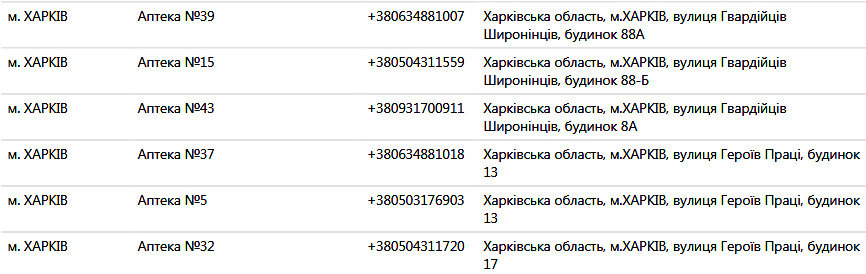 м. ХАРКІВ Аптека №39 +380634881007 Харківська область, м.ХАРКІВ, вулиця Гвардійців
Широнінців, будинок 88А
м. ХАРКІВ Аптека №15 +380504311559 Харківська область, м.ХАРКІВ, вулиця Гвардійців
Широнінців, будинок 88-Б
м. ХАРКІВ Аптека №43 +380931700911 Харківська область, м.ХАРКІВ, вулиця Гвардійців
Широнінців, будинок 8А
м. ХАРКІВ Аптека №37 +380634881018 Харківська область, м.ХАРКІВ, вулиця Героїв Праці, будинок
13
м. ХАРКІВ Аптека №5 +380503176903 Харківська область, м.ХАРКІВ, вулиця Героїв Праці, будинок
13
м. ХАРКІВ Аптека №32 +380504311720 Харківська область, м.ХАРКІВ, вулиця Героїв Праці, будинок
17